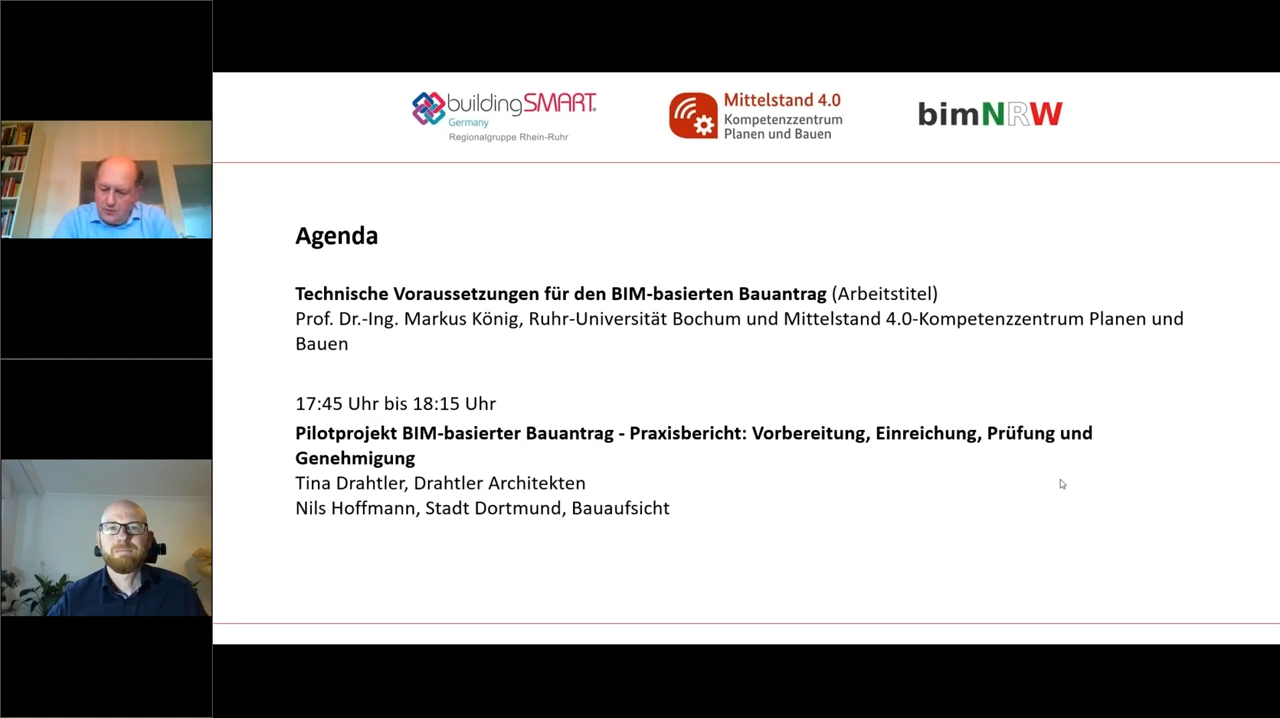 buildingSMART®
Germany
Regionalgruppe Rhein-Ruhr
Mittelstand 4.0
Kompetenzzentrum
Planen und Bauen
bimNRW
Agenda
Technische Voraussetzungen für den BIM-basierten Bauantrag (Arbeitstitel)
Prof. Dr.-Ing. Markus König, Ruhr-Universität Bochum und Mittelstand 4.0-Kompetenzzentrum Planen und
Bauen
17:45 Uhr bis 18:15 Uhr
Pilotprojekt BIM-basierter Bauantrag - Praxisbericht: Vorbereitung, Einreichung, Prüfung und
Genehmigung
Tina Drahtler, Drahtler Architekten
Nils Hoffmann, Stadt Dortmund, Bauaufsicht